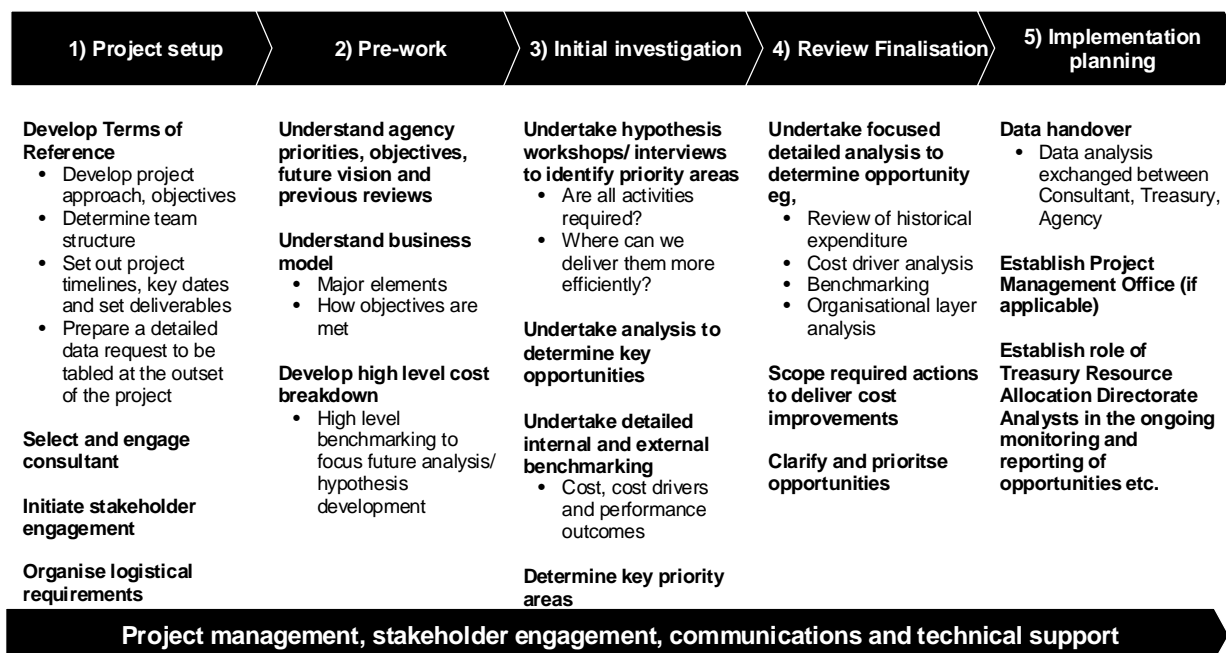 1) Project setup
2) Pre-work
3) Initial investigation
4) Review Finalisation
5) Implementation
planning
Develop Terms of
Reference
• Develop project
approach, objectives
• Determine team
structure
• Set out project
timelines, key dates
and set deliverables
• Prepare a detailed
data request to be
tabled at the outset
of the project
Select and engage
consultant
Initiate stakeholder
engagement
Organise logistical
requirements
Understand agency
priorities, objectives,
future vision and
previous reviews
Understand business
model
• Major elements
• How objectives are
met
Develop high level cost
breakdown
• High level
benchmarking to
focus future analysis/
hypothesis
development
Undertake hypothesis
workshops/ interviews
to identify priority areas
• Are all activities
required?
• Where can we
deliver them more
efficiently?
Undertake analysis to
determine key
opportunities
Undertake detailed
internal and external
benchmarking
• Cost, cost drivers
and performance
outcomes
Determine key priority
areas
Undertake focused
detailed analysis to
determine opportunity
eg,
• Review of historical
expenditure
• Cost driver analysis
• Benchmarking
• Organisational layer
analysis
Scope required actions
to deliver cost
improvements
Clarify and prioritse
opportunities
Data handover
• Data analysis
exchanged between
Consultant, Treasury,
Agency
Establish Project
Management Office (if
applicable)
Establish role of
Treasury Resource
Allocation Directorate
Analysts in the ongoing
monitoring and
reporting of
opportunities etc.
Project management, stakeholder engagement, communications and technical support